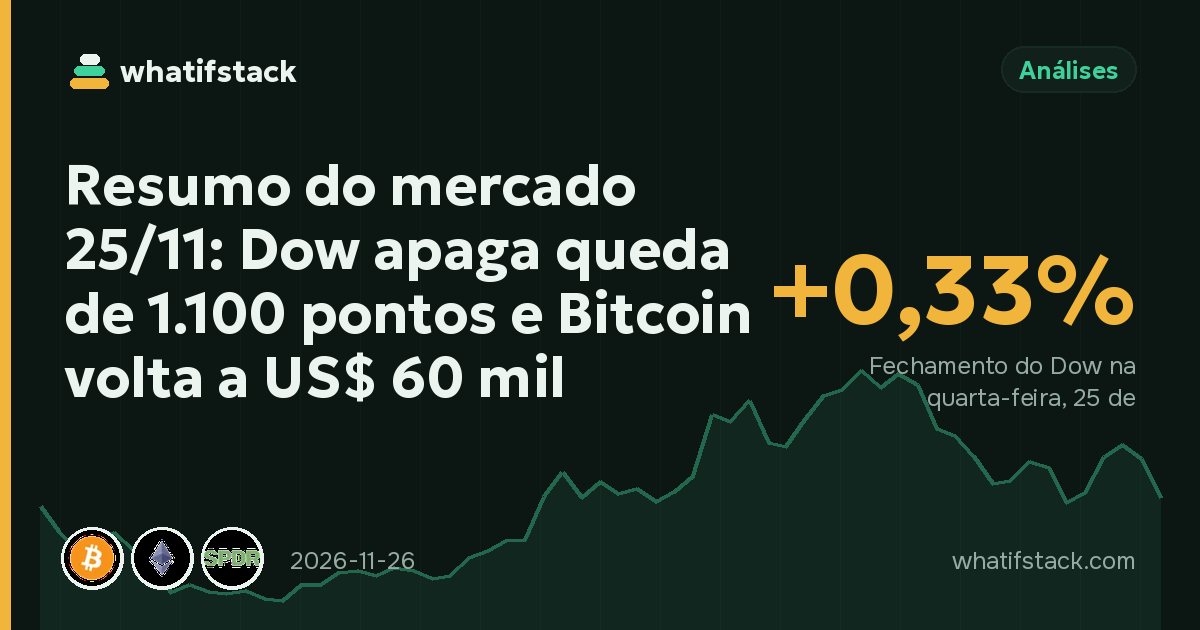 whatifstack
Análises
Resumo do mercado
25/11: Dow apaga queda
de 1.100 pontos e Bitcoin
volta a US$ 60 mil
+0,33%
Fechamento do Dow na
quarta-feira, 25 de
SPDR
2026-11-26
whatifstack.com